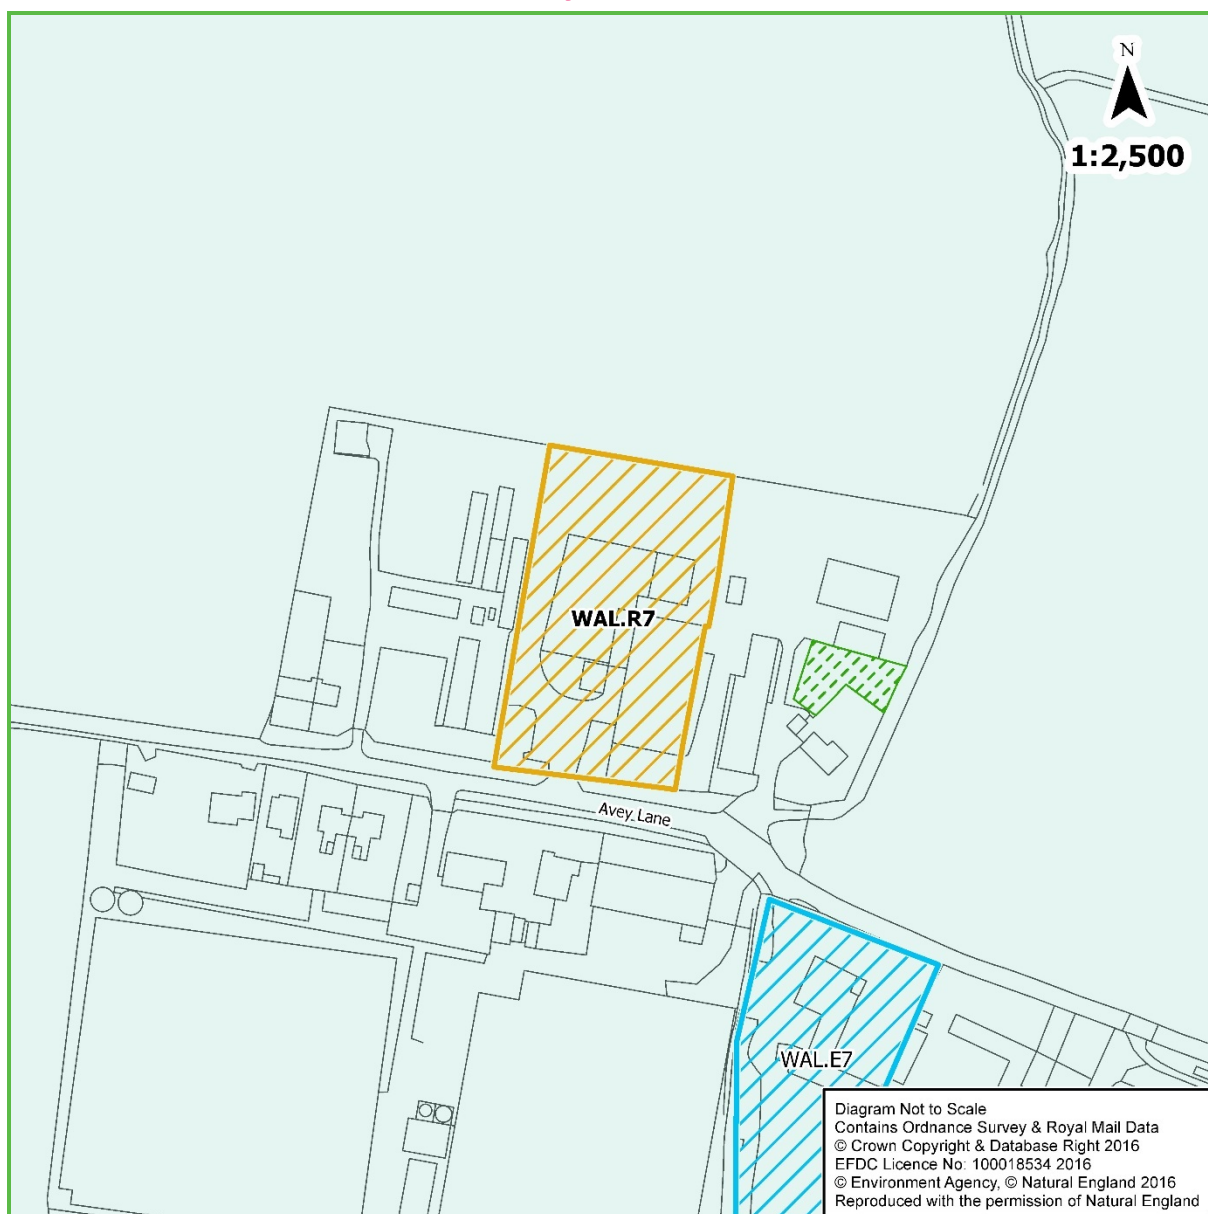 N
1:2,500
WAL.R7
Avey Lane
WAL.E7
Diagram Not to Scale
Contains Ordnance Survey & Royal Mail Data
© Crown Copyright & Database Right 2016
EFDC Licence No: 100018534 2016
© Environment Agency, © Natural England 2016
Reproduced with the permission of Natural England